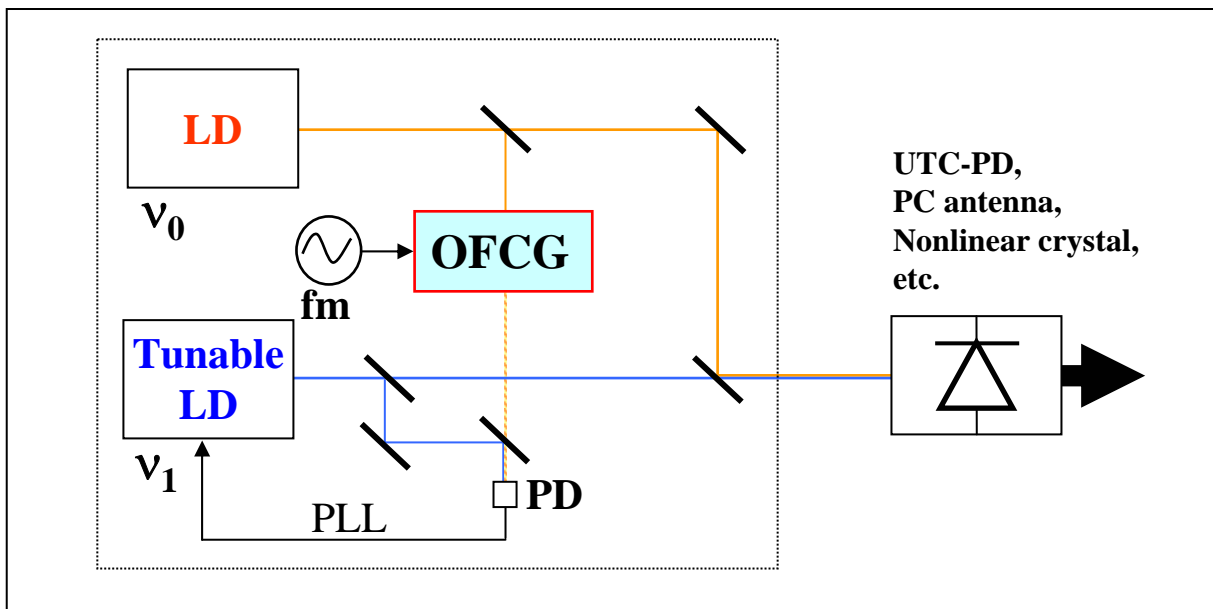 LD
ν0
UTC-PD,
PC antenna,
Nonlinear crystal,
etc.
OFCG
fm
Tunable
LD
ν1
PD
PLL